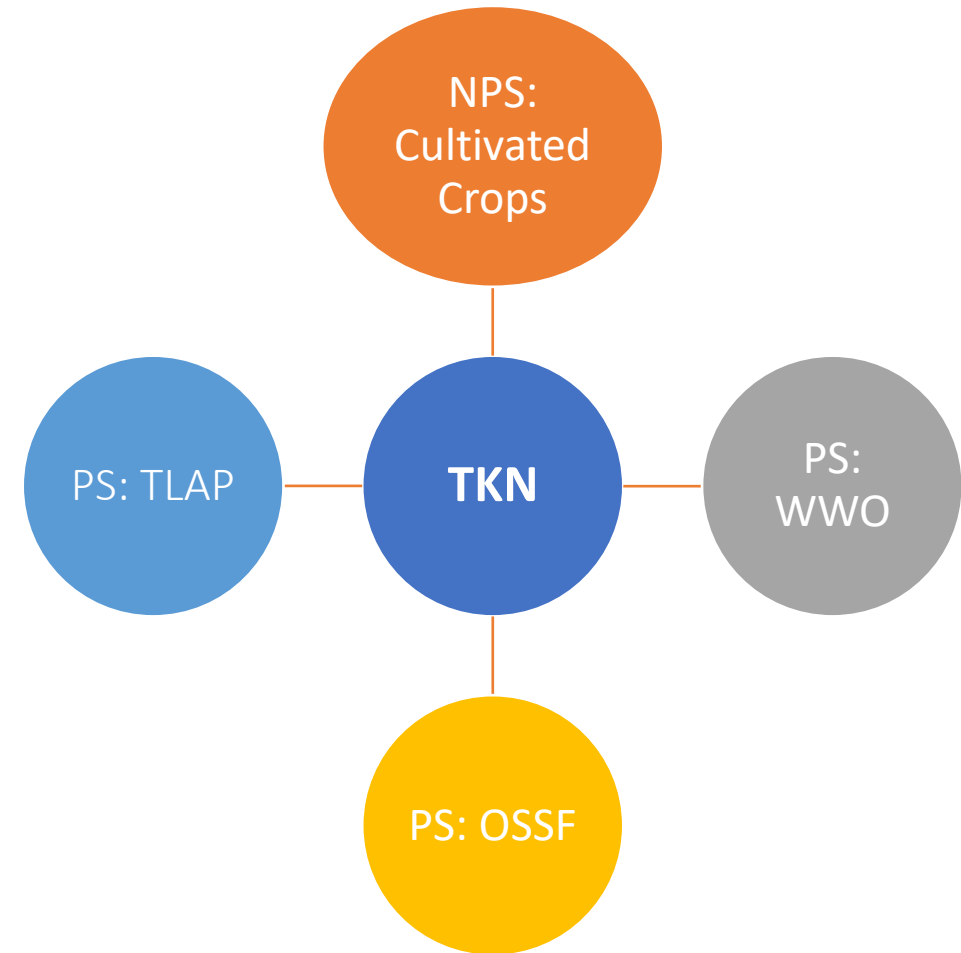 NPS:
Cultivated
Crops
PS: TLAP
TKN
PS:
WWO
PS: OSSF